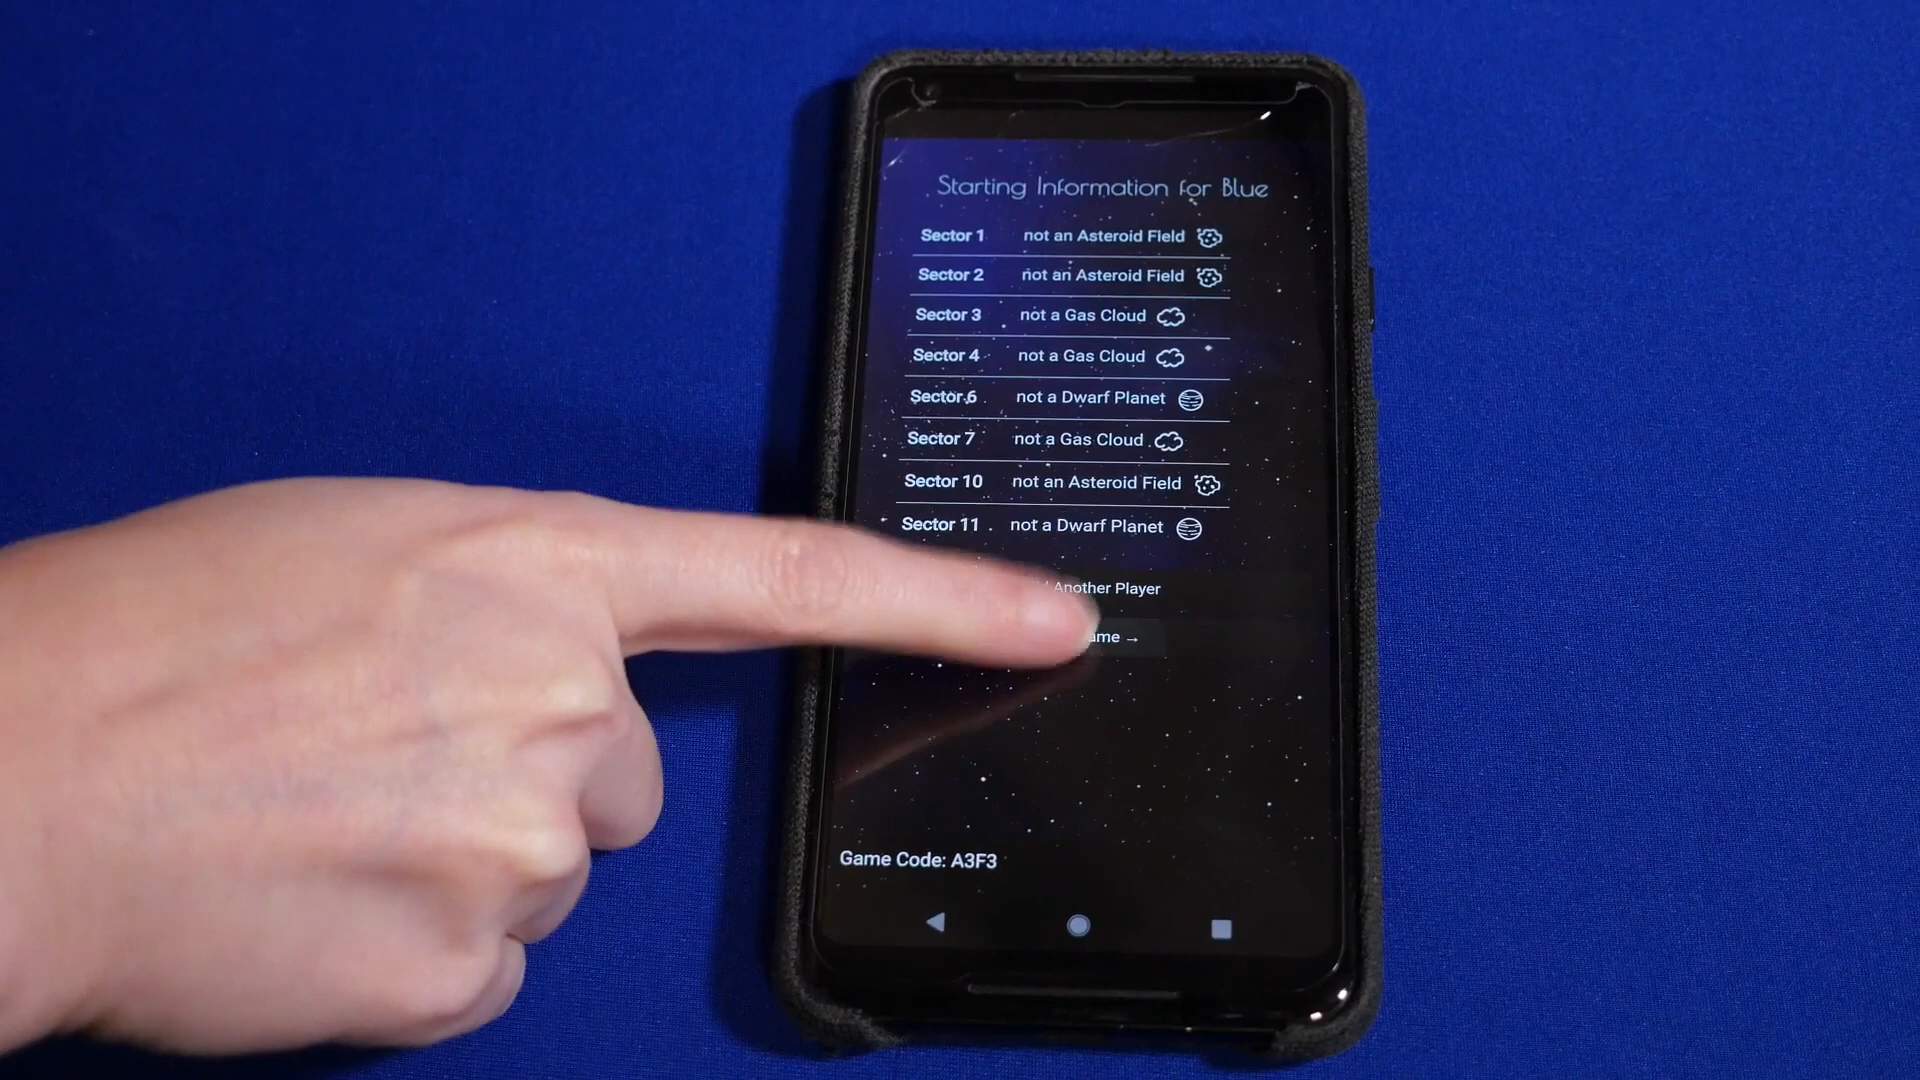 Starting Information for Blue
Sector 1 not an Asteroid Field
Sector 2 not an Asteroid Field
Sector 3 not a Gas Cloud
Sector 4 not a Gas Cloud
Sector 6 not a Dwarf Planet
Sector 7 not a Gas Cloud
Sector 10 not an Asteroid Field
Sector 11 not a Dwarf Planet
Another Player
→
Game Code: A3F3